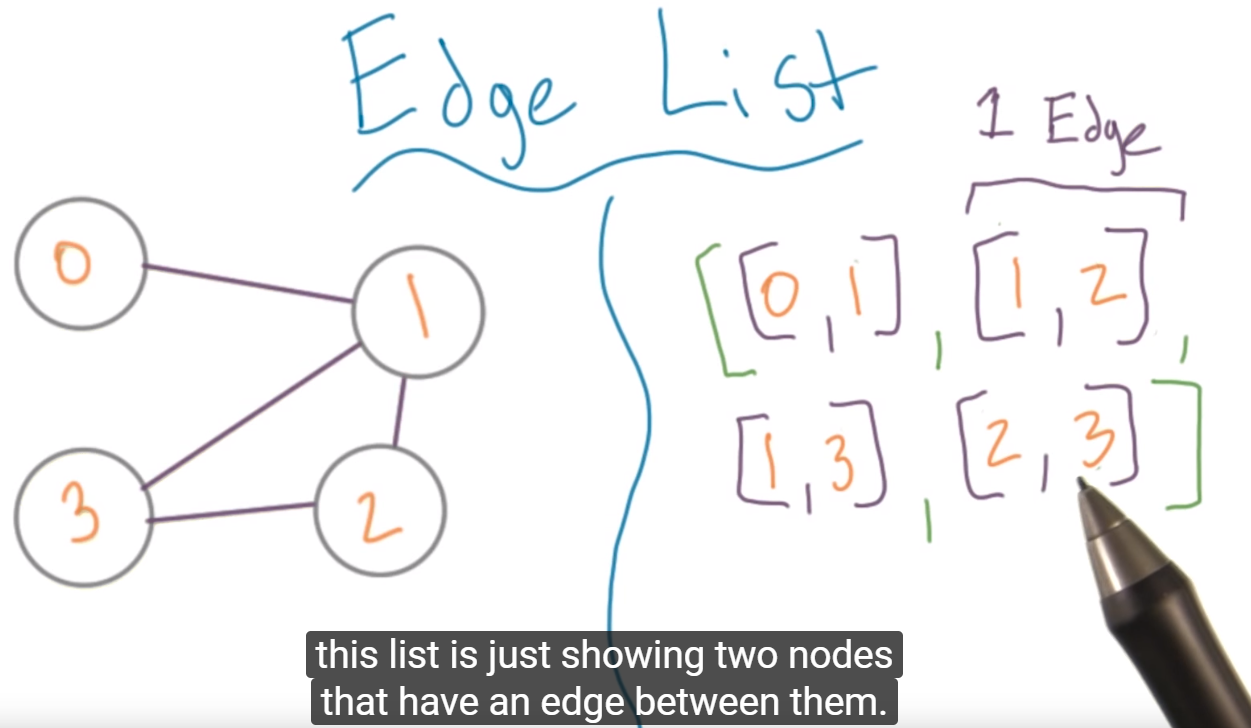 Edge List
1 Edge
0
1
3
2
[[0,1], [1,2],
[1,3], [2,3]]
this list is just showing two nodes
that have an edge between them.